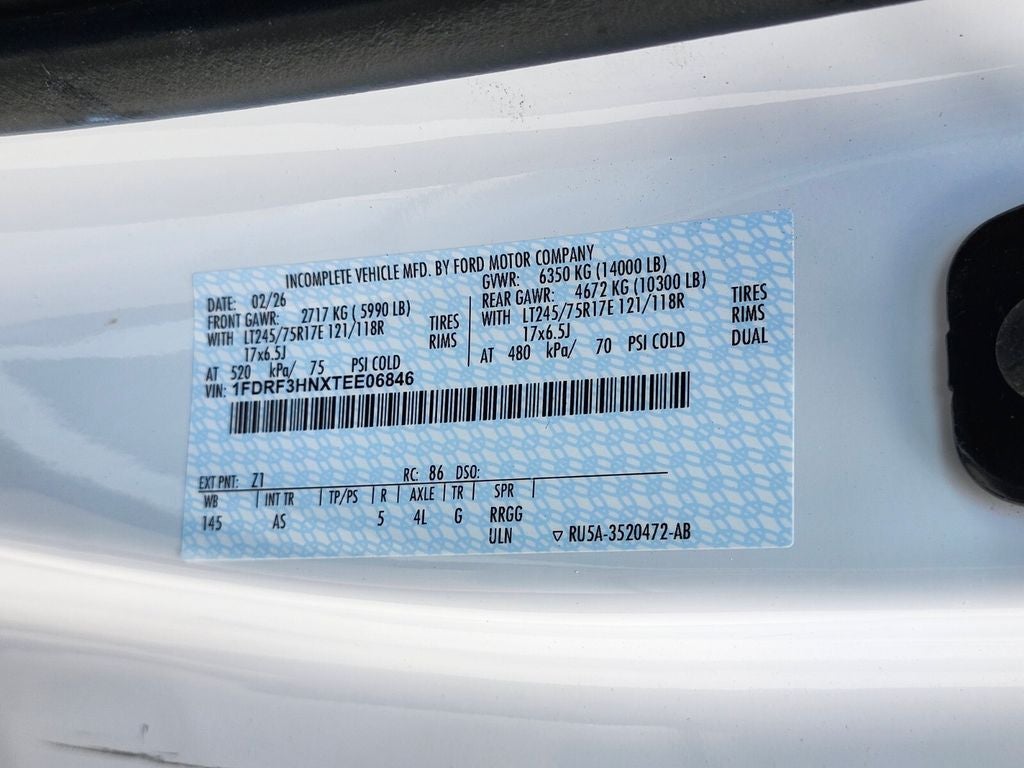 INCOMPLETE VEHICLE MFD. BY FORD MOTOR COMPANY
DATE: 02/26
GVWR: 6350 KG (14000 LB)
FRONT GAWR: 2717 KG ( 5990 LB)
REAR GAWR: 4672 KG (10300 LB)
WITH LT245/75R17E 121/118R TIRES
WITH LT245/75R17E 121/118R TIRES
17x6.5J RIMS
17x6.5J RIMS
AT 520 kPa/ 75 PSI COLD
AT 480 kPa/ 70 PSI COLD DUAL
VIN: 1FDRF3HNXTEE06846
EXT PNT: Z1 RC: 86 DSO:
WB INT TR TP/PS R AXLE TR SPR
145 AS 5 4L G RRGG
ULN ▽ RU5A-3520472-AB